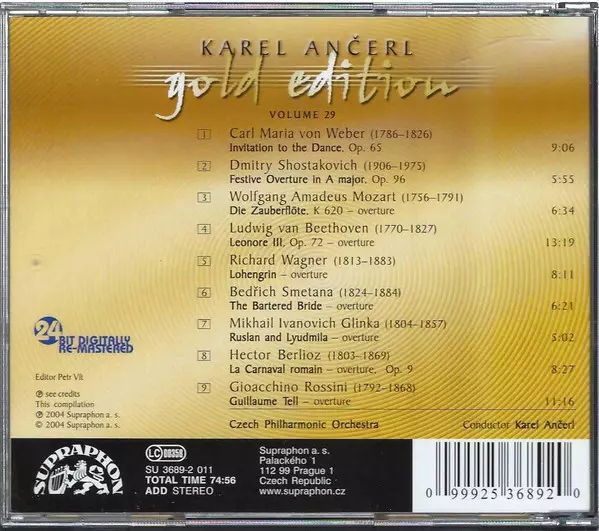 KAREL ANČERL
gold edition
VOLUME 29
1 Carl Maria von Weber (1786–1826)
Invitation to the Dance, Op. 65 9:06
2 Dmitry Shostakovich (1906–1975)
Festive Overture in A major, Op. 96 5:55
3 Wolfgang Amadeus Mozart (1756–1791)
Die Zauberflöte, K 620 – overture 6:34
4 Ludwig van Beethoven (1770–1827)
Leonore III, Op. 72 – overture 13:19
5 Richard Wagner (1813–1883)
Lohengrin – overture 8:11
6 Bedřich Smetana (1824–1884)
The Bartered Bride – overture 6:21
7 Mikhail Ivanovich Glinka (1804–1857)
Ruslan and Lyudmila – overture 5:02
8 Hector Berlioz (1803–1869)
La Carnaval romain – overture, Op. 9 8:27
9 Gioacchino Rossini (1792–1868)
Guillaume Tell – overture 11:16
Czech Philharmonic Orchestra Conductor Karel Ančerl
24
BIT DIGITALLY
RE-MASTERED
Editor Petr Vít
℗ see credits
This compilation
℗ 2004 Supraphon a. s.
© 2004 Supraphon a. s.
SUPRAPHON
LC 00358
SU 3689-2 011
TOTAL TIME 74:56
ADD STEREO
Supraphon a. s.
Palackého 1
112 99 Prague 1
Czech Republic
www.supraphon.cz
0 99925 36892 0